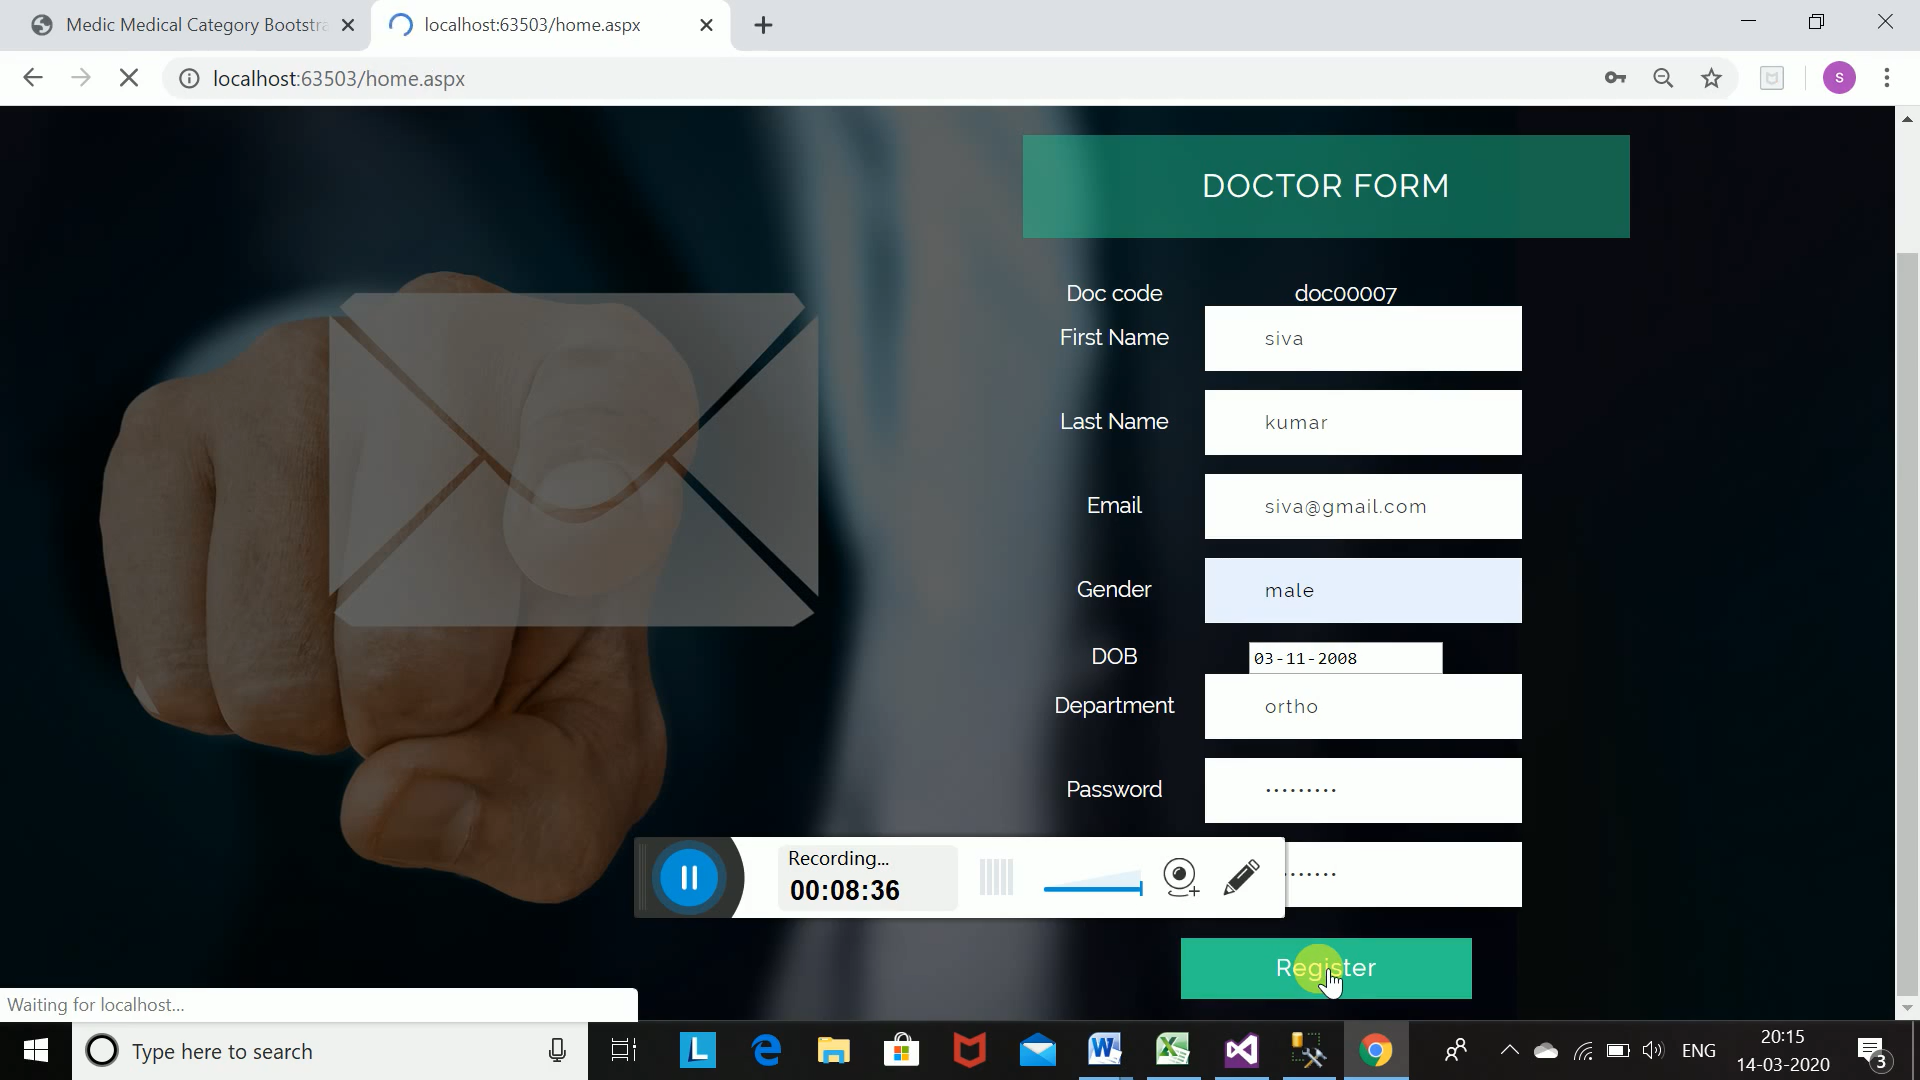 Medic Medical Category Bootstra
localhost:63503/home.aspx
localhost:63503/home.aspx
S
DOCTOR FORM
Doc code doc00007
First Name siva
Last Name kumar
Email siva@gmail.com
Gender male
DOB 03-11-2008
Department ortho
Password •••••••••
Recording...
00:08:36
Register
Waiting for localhost...
Type here to search
L
ENG
20:15
14-03-2020
3